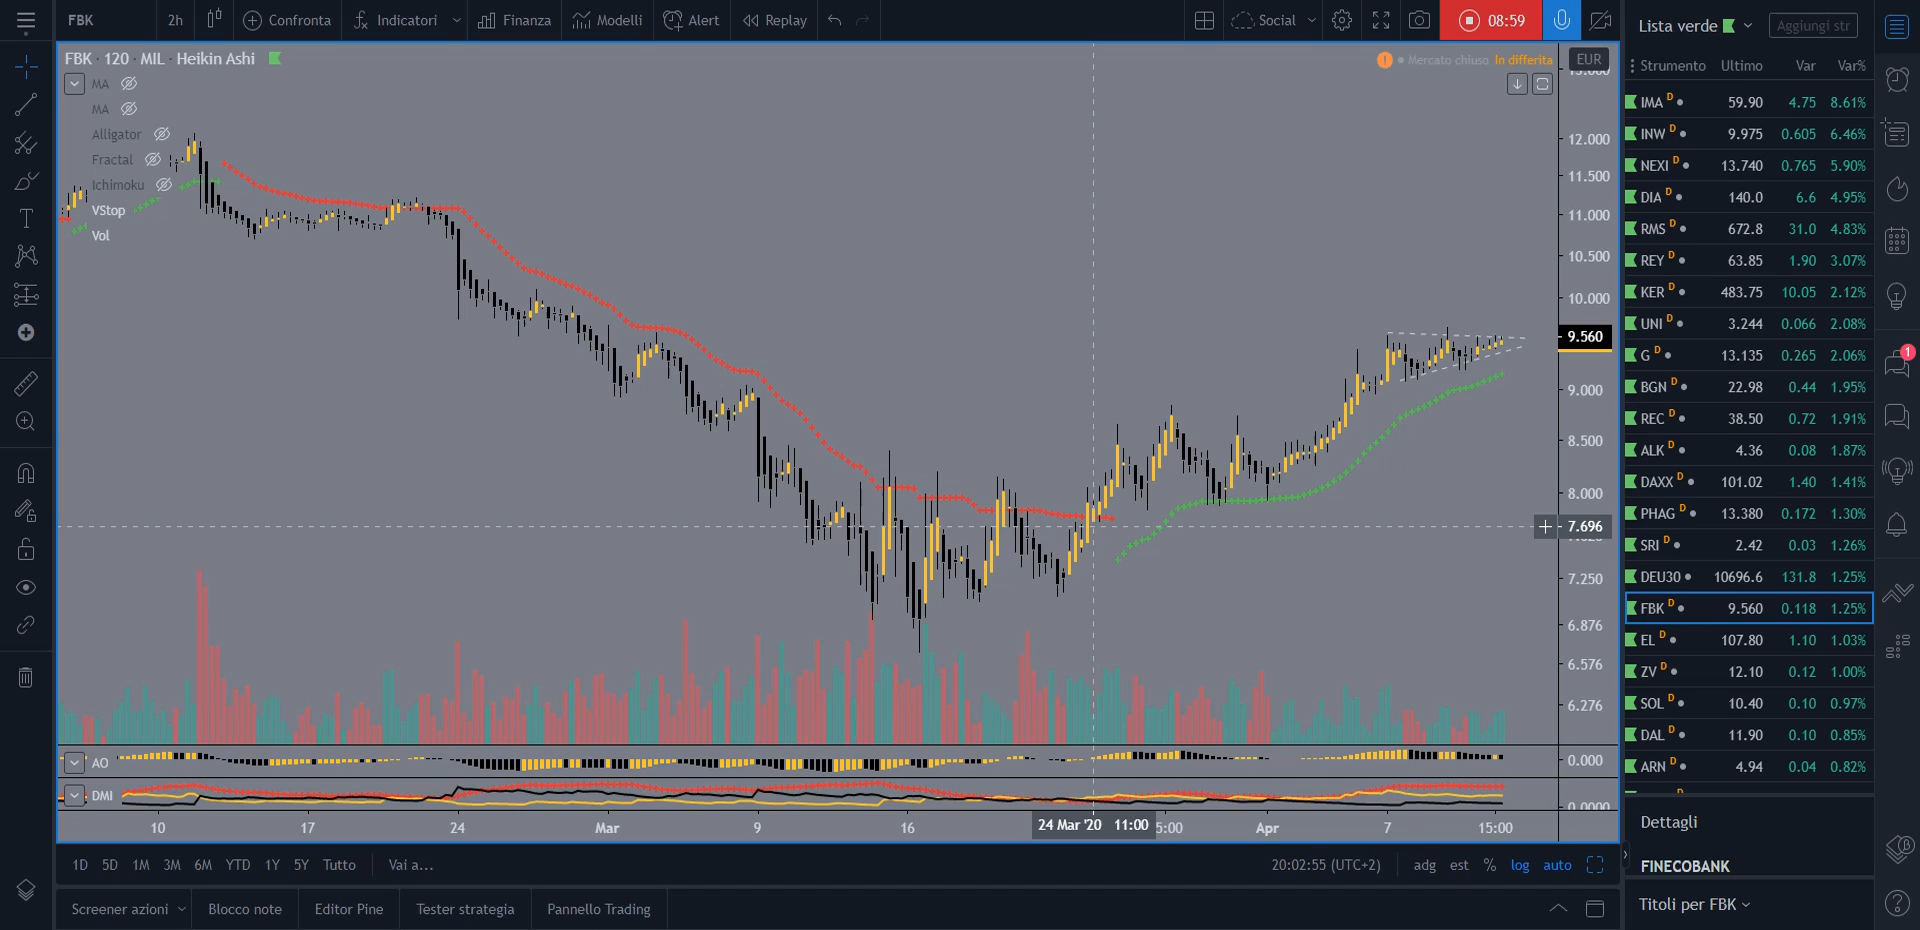 FBK 2h Confronta Indicatori Finanza Modelli Alert Replay Social 08:59
Lista verde Aggiungi str
FBK · 120 · MIL · Heikin Ashi
! Mercato chiuso In differita EUR
Strumento Ultimo Var Var%
MA
MA
Alligator
Fractal
Ichimoku
VStop
Vol
12.000
11.500
11.000
10.500
10.000
9.560
9.000
8.500
8.000
7.696
7.250
6.876
6.576
6.276
AO 0.000
DMI 0.0000
10 17 24 Mar 9 16 24 Mar '20 11:00 5:00 Apr 7 15:00
1D 5D 1M 3M 6M YTD 1Y 5Y Tutto Vai a... 20:02:55 (UTC+2) adg est % log auto
Screener azioni Blocco note Editor Pine Tester strategia Pannello Trading
IMA D 59.90 4.75 8.61%
INW D 9.975 0.605 6.46%
NEXI D 13.740 0.765 5.90%
DIA D 140.0 6.6 4.95%
RMS D 672.8 31.0 4.83%
REY D 63.85 1.90 3.07%
KER D 483.75 10.05 2.12%
UNI D 3.244 0.066 2.08%
G D 13.135 0.265 2.06%
BGN D 22.98 0.44 1.95%
REC D 38.50 0.72 1.91%
ALK D 4.36 0.08 1.87%
DAXX D 101.02 1.40 1.41%
PHAG D 13.380 0.172 1.30%
SRI D 2.42 0.03 1.26%
DEU30 10696.6 131.8 1.25%
FBK D 9.560 0.118 1.25%
EL D 107.80 1.10 1.03%
ZV D 12.10 0.12 1.00%
SOL D 10.40 0.10 0.97%
DAL D 11.90 0.10 0.85%
ARN D 4.94 0.04 0.82%
Dettagli
FINECOBANK
Titoli per FBK
1